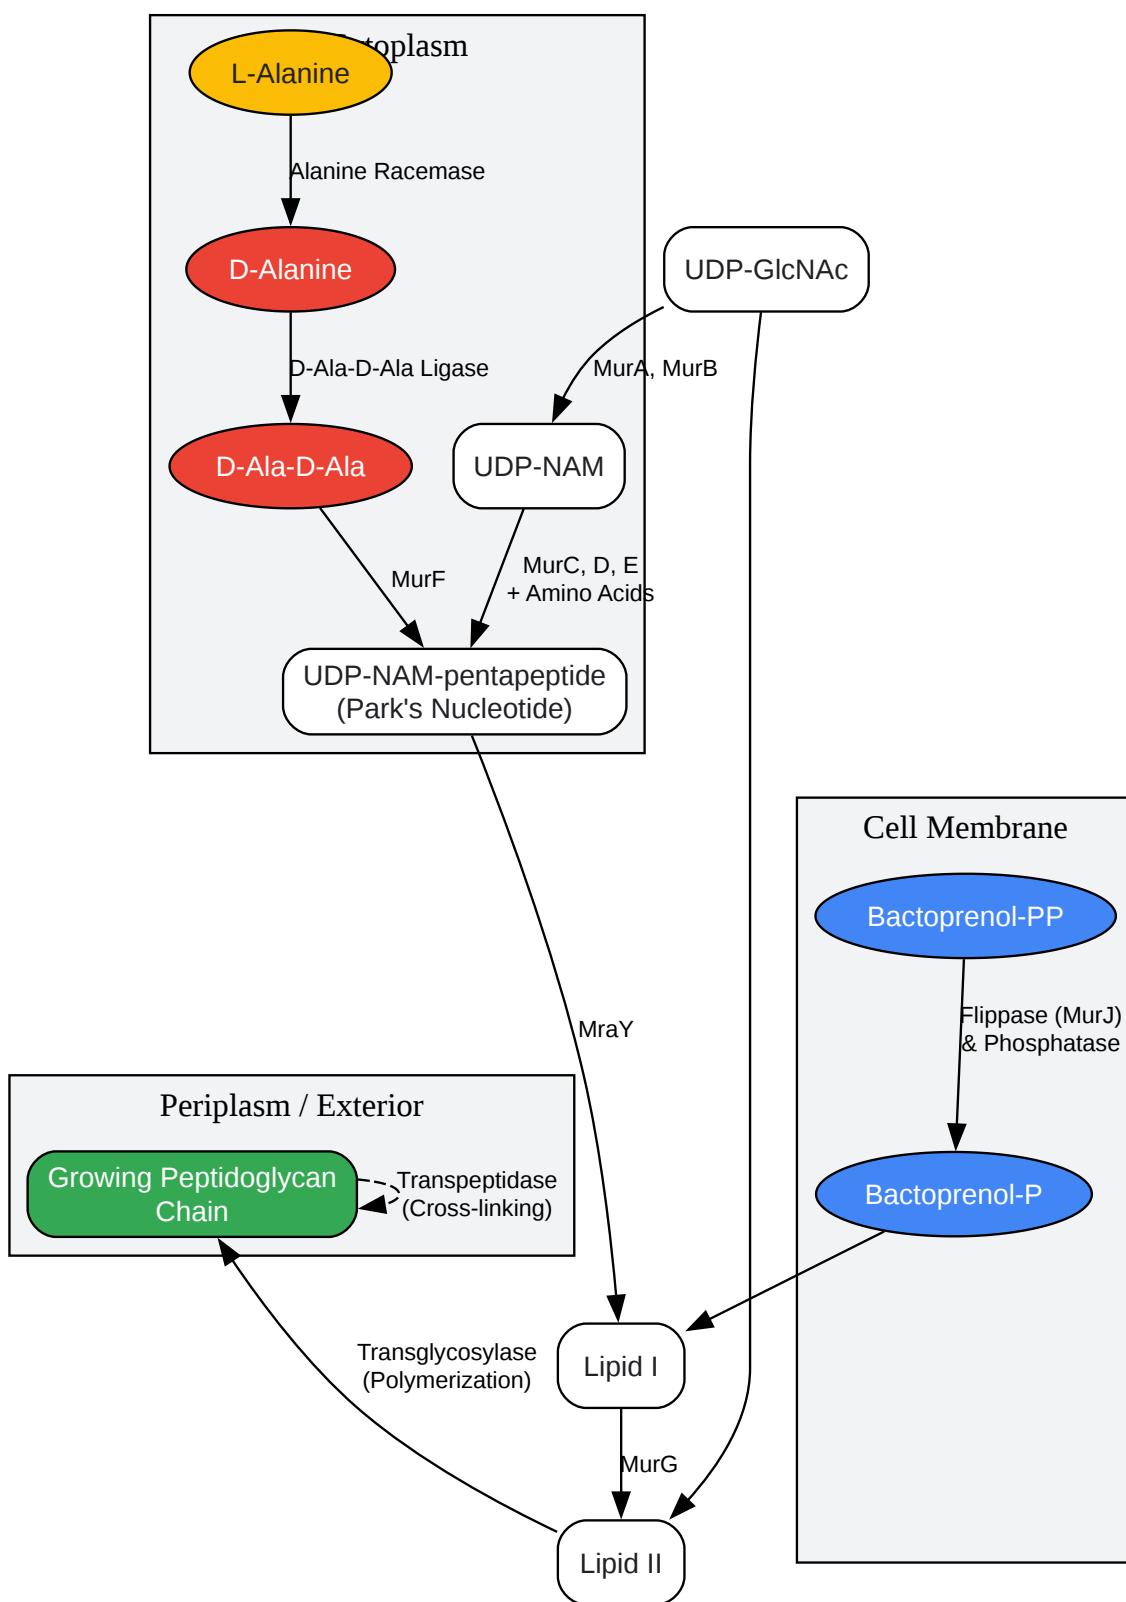 L-Alanine
Alanine Racemase
D-Alanine
UDP-GlcNAc
D-Ala-D-Ala Ligase
MurA, MurB
D-Ala-D-Ala
UDP-NAM
MurF
MurC, D, E
+ Amino Acids
UDP-NAM-pentapeptide
(Park's Nucleotide)
Cell Membrane
Bactoprenol-PP
Flippase (MurJ)
& Phosphatase
MraY
Periplasm / Exterior
Growing Peptidoglycan
Chain
Transpeptidase
(Cross-linking)
Bactoprenol-P
Transglycosylase
(Polymerization)
Lipid I
MurG
Lipid II